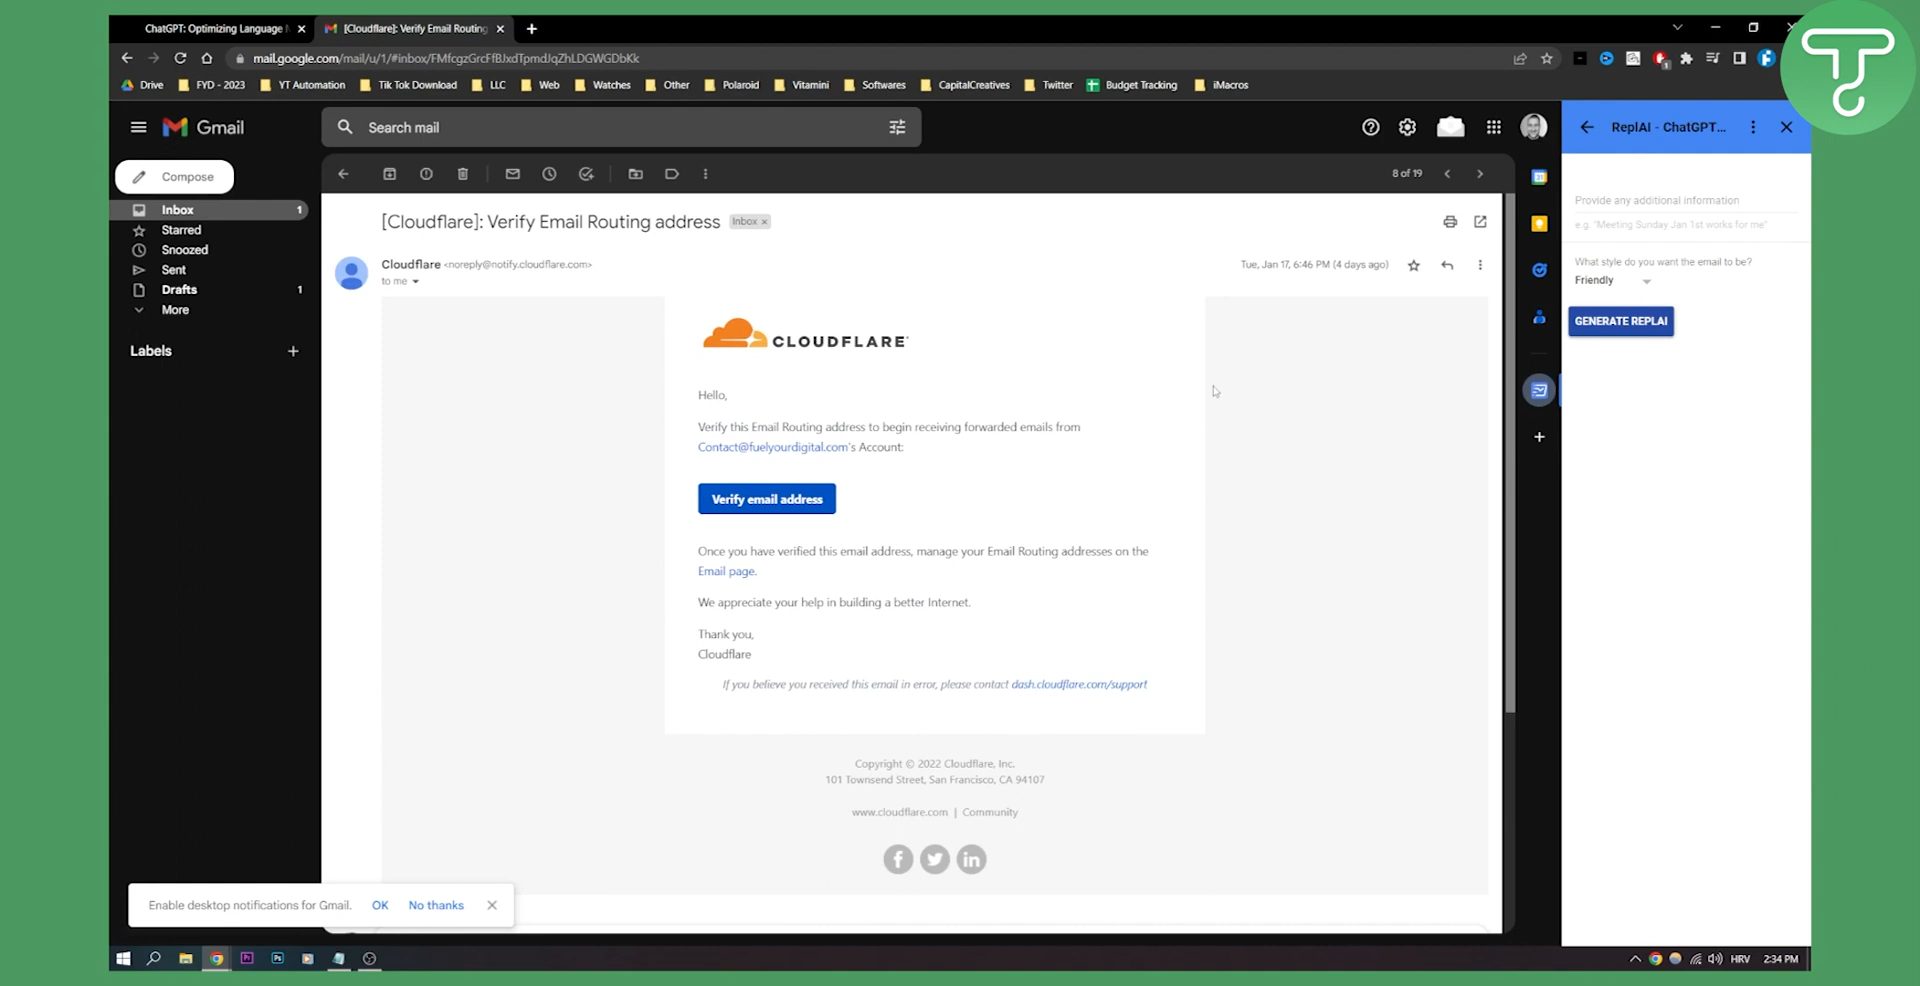 ChatGPT: Optimizing Language
[Cloudflare]: Verify Email Routing
mail.google.com/mail/u/1/#inbox/FMfcgzGrcFfBJxdTpmdJqZhLDGWGDbKk
Drive
FYD - 2023
YT Automation
Tik Tok Download
LLC
Web
Watches
Other
Polaroid
Vitamini
Softwares
CapitalCreatives
Twitter
Budget Tracking
iMacros
Gmail
Search mail
ReplAI - ChatGPT...
Compose
8 of 19
Inbox 1
Starred
Snoozed
Sent
Drafts 1
More
Labels
[Cloudflare]: Verify Email Routing address
Inbox x
Cloudflare <noreply@notify.cloudflare.com>
Tue, Jan 17, 6:46 PM (4 days ago)
to me
CLOUDFLARE
Hello,
Verify this Email Routing address to begin receiving forwarded emails from
Contact@fuelyourdigital.com's Account:
Verify email address
Once you have verified this email address, manage your Email Routing addresses on the
Email page.
We appreciate your help in building a better Internet.
Thank you,
Cloudflare
If you believe you received this email in error, please contact dash.cloudflare.com/support
Copyright © 2022 Cloudflare, Inc.
101 Townsend Street, San Francisco, CA 94107
www.cloudflare.com | Community
Provide any additional information
e.g. "Meeting Sunday Jan 1st works for me"
What style do you want the email to be?
Friendly
GENERATE REPLAI
Enable desktop notifications for Gmail.
OK
No thanks
HRV
2:34 PM